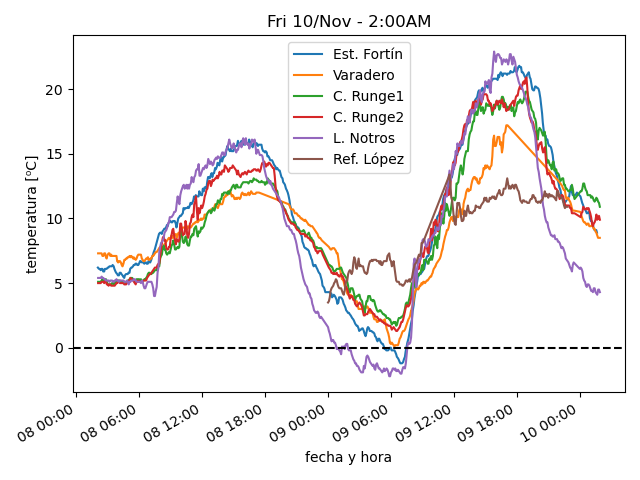 Fri 10/Nov - 2:00AM
Est. Fortín
Varadero
C. Runge1
C. Runge2
L. Notros
Ref. López
temperatura [ºC]
20
15
10
5
0
08 00:00
08 06:00
08 12:00
08 18:00
09 00:00
09 06:00
09 12:00
09 18:00
10 00:00
fecha y hora